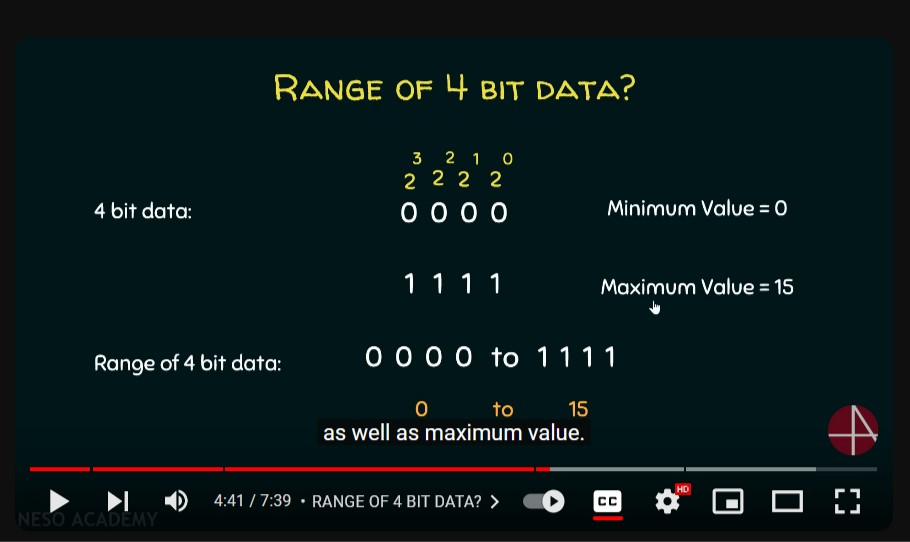 RANGE OF 4 BIT DATA?
3 2 1 0
2 2 2 2
4 bit data: 0 0 0 0 Minimum Value = 0
1 1 1 1 Maximum Value = 15
Range of 4 bit data: 0 0 0 0 to 1 1 1 1
0 to 15
as well as maximum value.
4:41 / 7:39 • RANGE OF 4 BIT DATA? CC HD
NESO ACADEMY